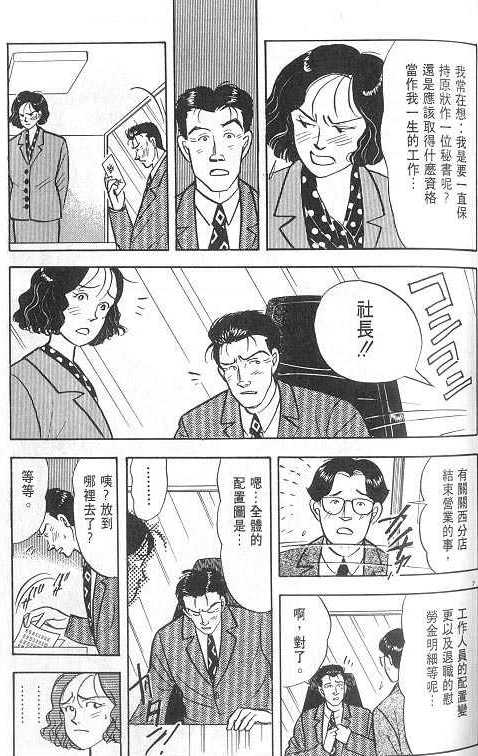 我常在想：我是要一直保
持原狀作一位秘書呢？
還是應該取得什麼資格
當作我一生的工作…
コシコシ
社長!!
有關關西分店
結束營業的事，
嗯…全體的
配置圖是…
………
咦？放到
哪裡去了？
等等。
工作人員的配置變
更以及退職的慰
勞金明細等呢…
啊，對了。
………